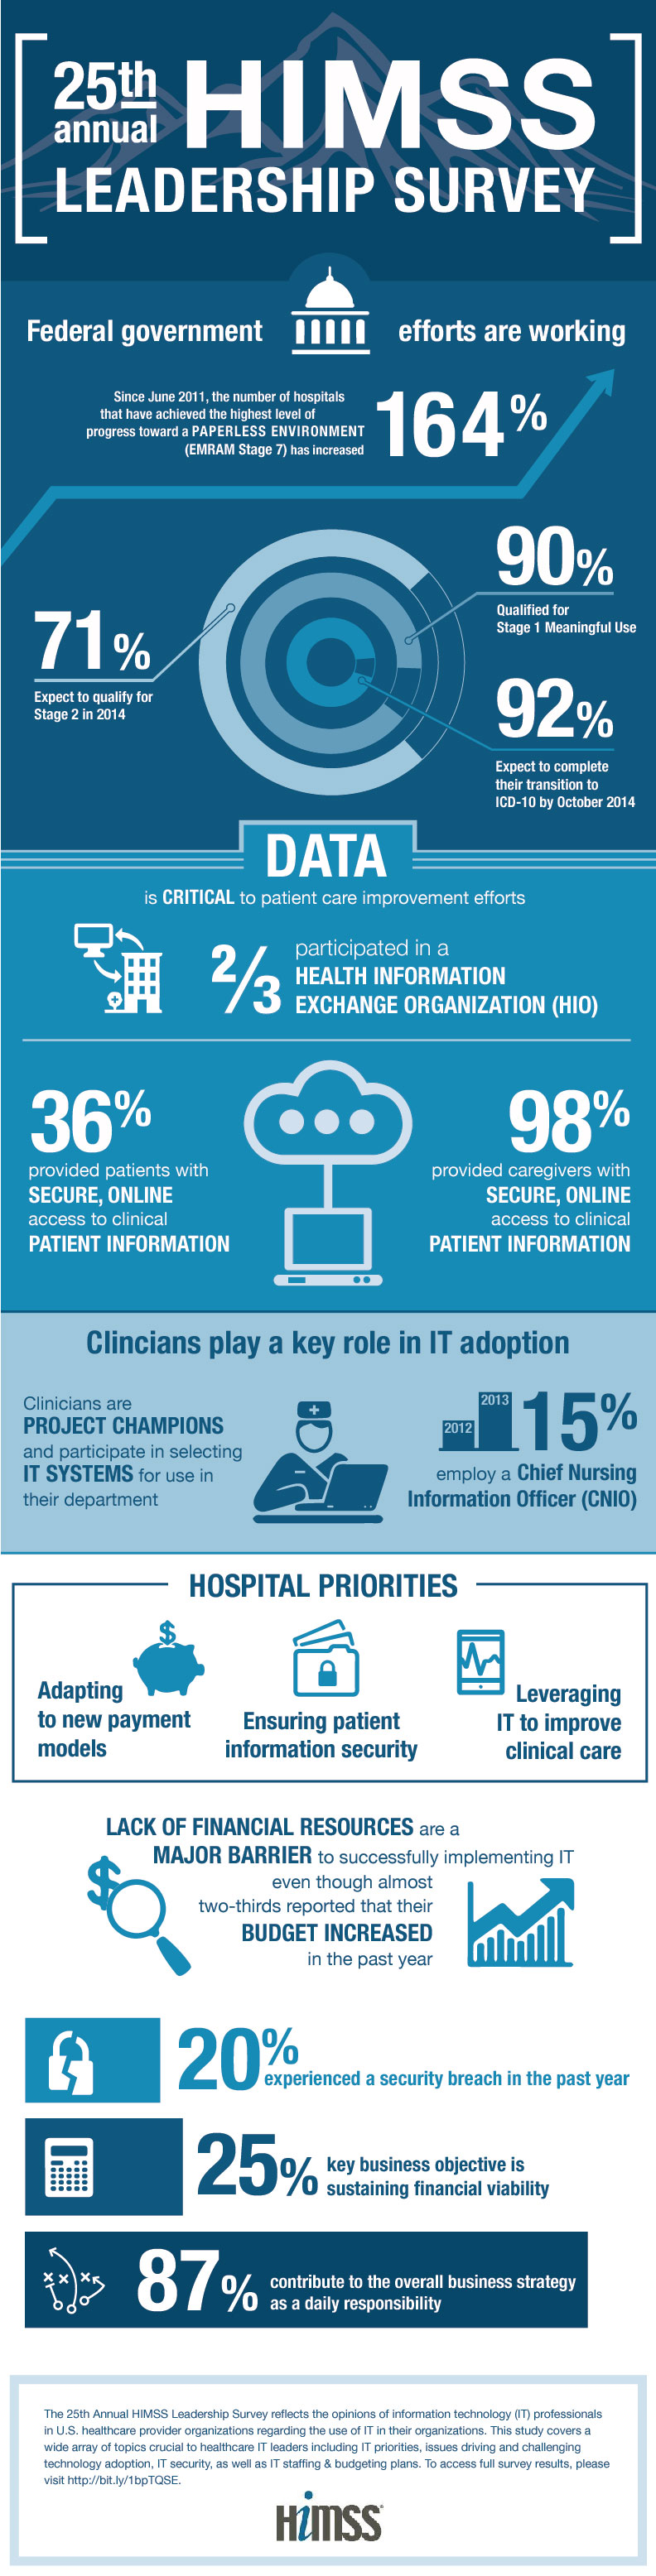 25th
annual
HIMSS
LEADERSHIP SURVEY
Federal government
efforts are working
Since June 2011, the number of hospitals
that have achieved the highest level of
progress toward a PAPERLESS ENVIRONMENT
(EMRAM Stage 7) has increased
164%
90%
Qualified for
Stage 1 Meaningful Use
71%
Expect to qualify for
Stage 2 in 2014
92%
Expect to complete
their transition to
ICD-10 by October 2014
DATA
is CRITICAL to patient care improvement efforts
2/3
participated in a
HEALTH INFORMATION
EXCHANGE ORGANIZATION (HIO)
36%
provided patients with
SECURE, ONLINE
access to clinical
PATIENT INFORMATION
98%
provided caregivers with
SECURE, ONLINE
access to clinical
PATIENT INFORMATION
Clincians play a key role in IT adoption
Clinicians are
PROJECT CHAMPIONS
and participate in selecting
IT SYSTEMS for use in
their department
2012
2013
15%
employ a Chief Nursing
Information Officer (CNIO)
HOSPITAL PRIORITIES
$
Adapting
to new payment
models
Ensuring patient
information security
Leveraging
IT to improve
clinical care
LACK OF FINANCIAL RESOURCES are a
MAJOR BARRIER to successfully implementing IT
even though almost
two-thirds reported that their
BUDGET INCREASED
in the past year
$
20%
experienced a security breach in the past year
25%
key business objective is
sustaining financial viability
87%
contribute to the overall business strategy
as a daily responsibility
The 25th Annual HIMSS Leadership Survey reflects the opinions of information technology (IT) professionals
in U.S. healthcare provider organizations regarding the use of IT in their organizations. This study covers a
wide array of topics crucial to healthcare IT leaders including IT priorities, issues driving and challenging
technology adoption, IT security, as well as IT staffing & budgeting plans. To access full survey results, please
visit http://bit.ly/1bpTQSE.
HIMSS